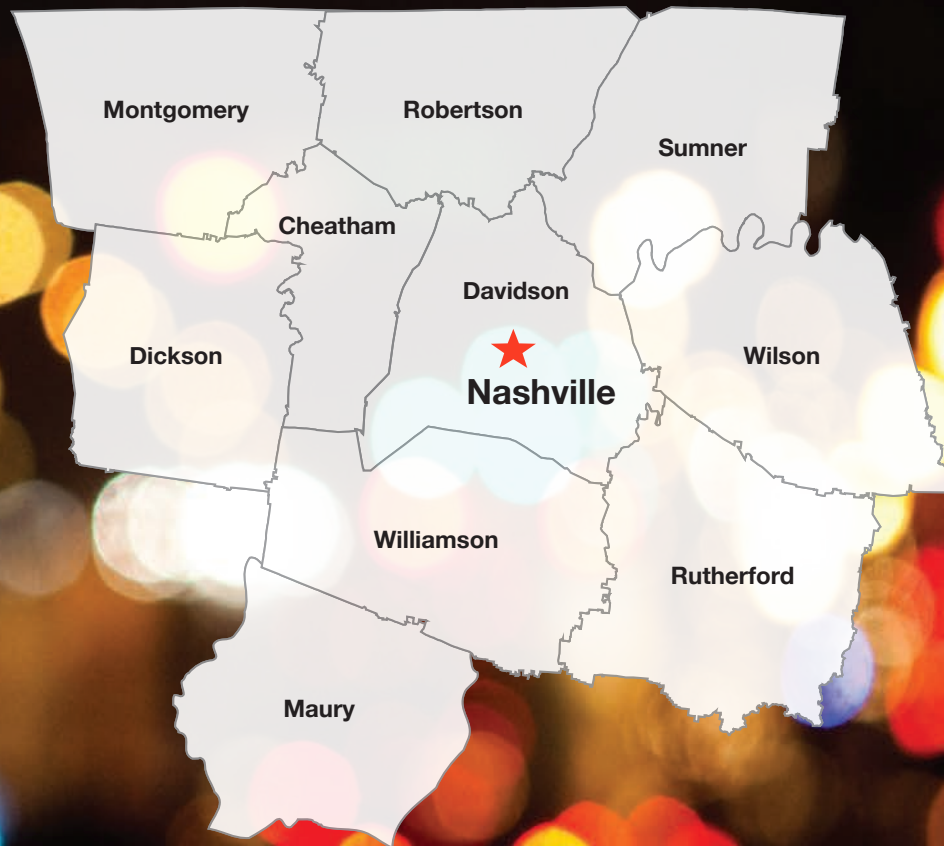 Montgomery
Robertson
Sumner
Cheatham
Davidson
Dickson
Wilson
Nashville
Williamson
Rutherford
Maury